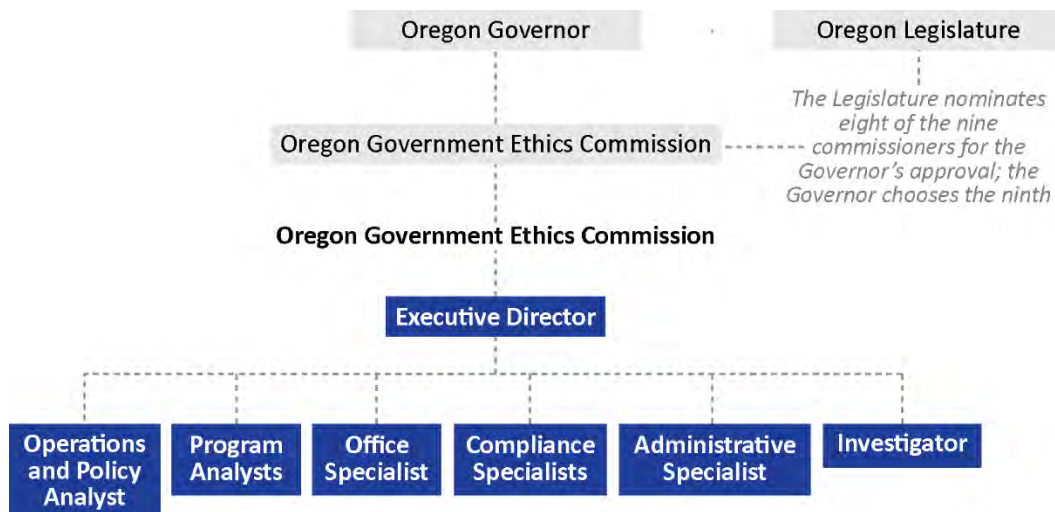 Oregon Governor
Oregon Legislature
The Legislature nominates
eight of the nine
commissioners for the
Governor's approval; the
Governor chooses the ninth
Oregon Government Ethics Commission
Oregon Government Ethics Commission
Executive Director
Operations
and Policy
Analyst
Program
Analysts
Office
Specialist
Compliance
Specialists
Administrative
Specialist
Investigator